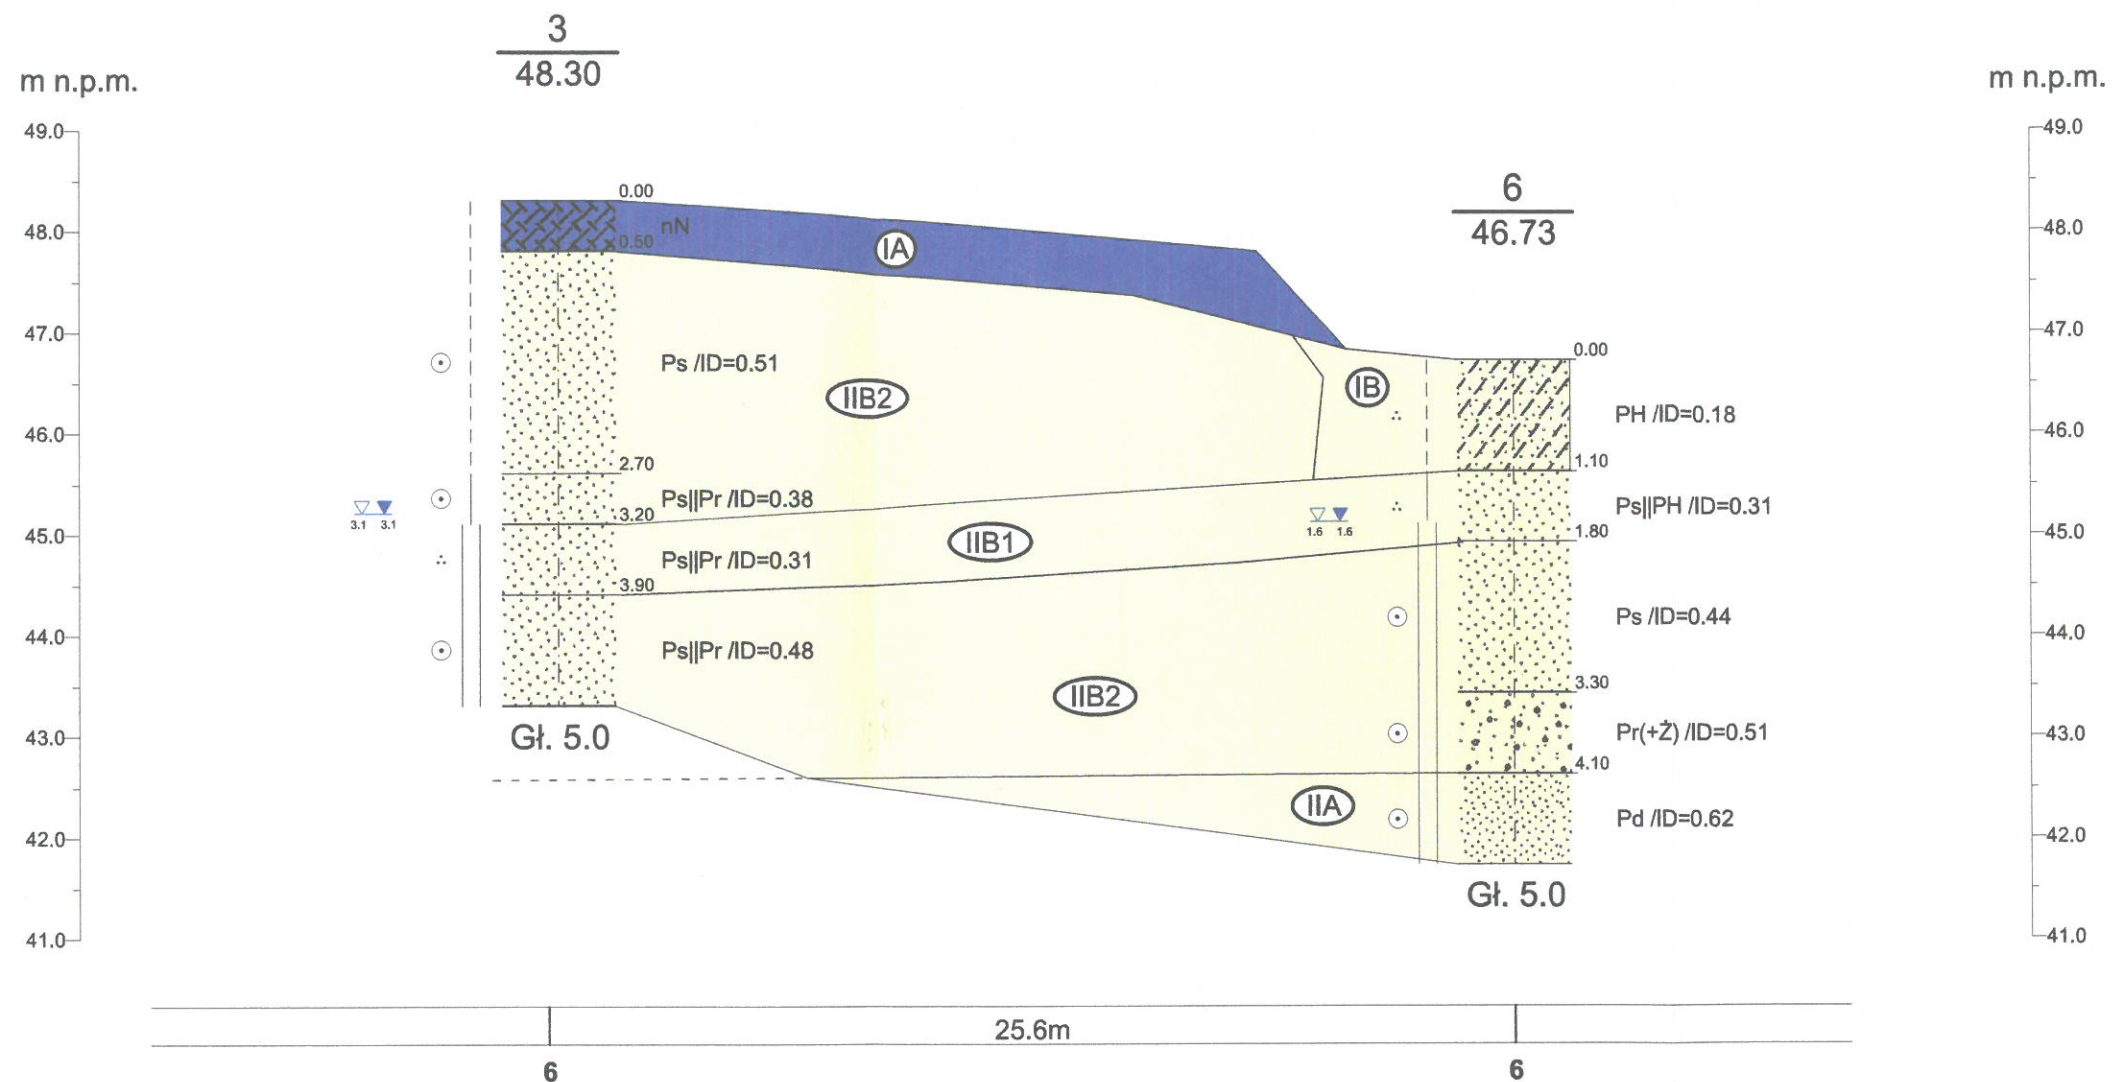 3
48.30
m n.p.m.
m n.p.m.
49.0
49.0
6
46.73
0.00
nN
0.50
IA
48.0
48.0
47.0
47.0
0.00
Ps /ID=0.51
IIB2
IB
PH /ID=0.18
46.0
46.0
2.70
1.10
Ps||Pr /ID=0.38
3.20
Ps||PH /ID=0.31
3.1 3.1
1.6 1.6
1.80
45.0
45.0
IIB1
Ps||Pr /ID=0.31
3.90
Ps /ID=0.44
44.0
44.0
Ps||Pr /ID=0.48
IIB2
3.30
Gł. 5.0
Pr(+Ż) /ID=0.51
43.0
43.0
4.10
IIA
Pd /ID=0.62
42.0
42.0
Gł. 5.0
41.0
41.0
25.6m
6
6